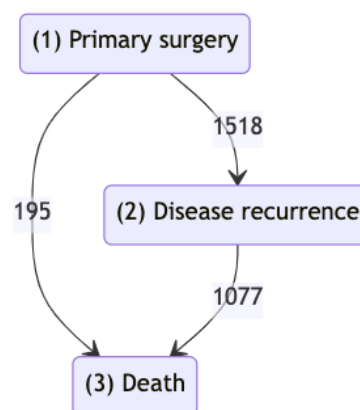 (1) Primary surgery
1518
195
(2) Disease recurrence
1077
(3) Death